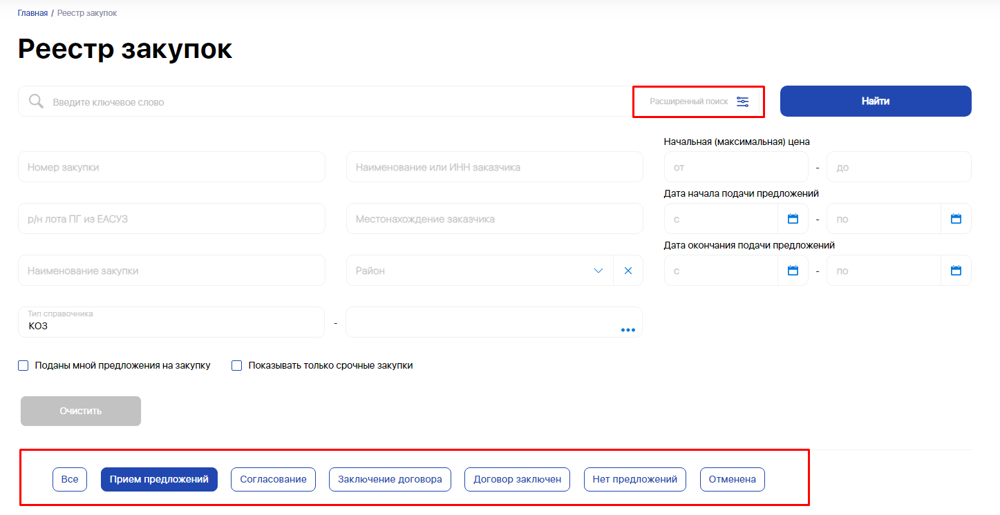 Главная / Реестр закупок
Реестр закупок
Введите ключевое слово
Расширенный поиск
Найти
Начальная (максимальная) цена
Номер закупки
Наименование или ИНН заказчика
от - до
Дата начала подачи предложений
р/н лота ПГ из ЕАСУЗ
Местонахождение заказчика
с - по
Дата окончания подачи предложений
Наименование закупки
Район
с - по
Тип справочника
КОЗ -
Поданы мной предложения на закупку
Показывать только срочные закупки
Очистить
Все
Прием предложений
Согласование
Заключение договора
Договор заключен
Нет предложений
Отменена